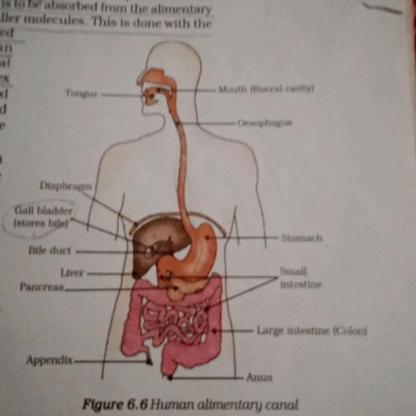 is to be absorbed from the alimentary
ller molecules. This is done with the
ed
an
al
ex
d
d
e
Tongue
Mouth (Buccal cavity)
Oesophagus
Diaphragm
Gall bladder
(stores bile)
Bile duct
Liver
Pancreas
Stomach
Small
intestine
Large intestine (Colon)
Appendix
Anus
Figure 6.6 Human alimentary canal